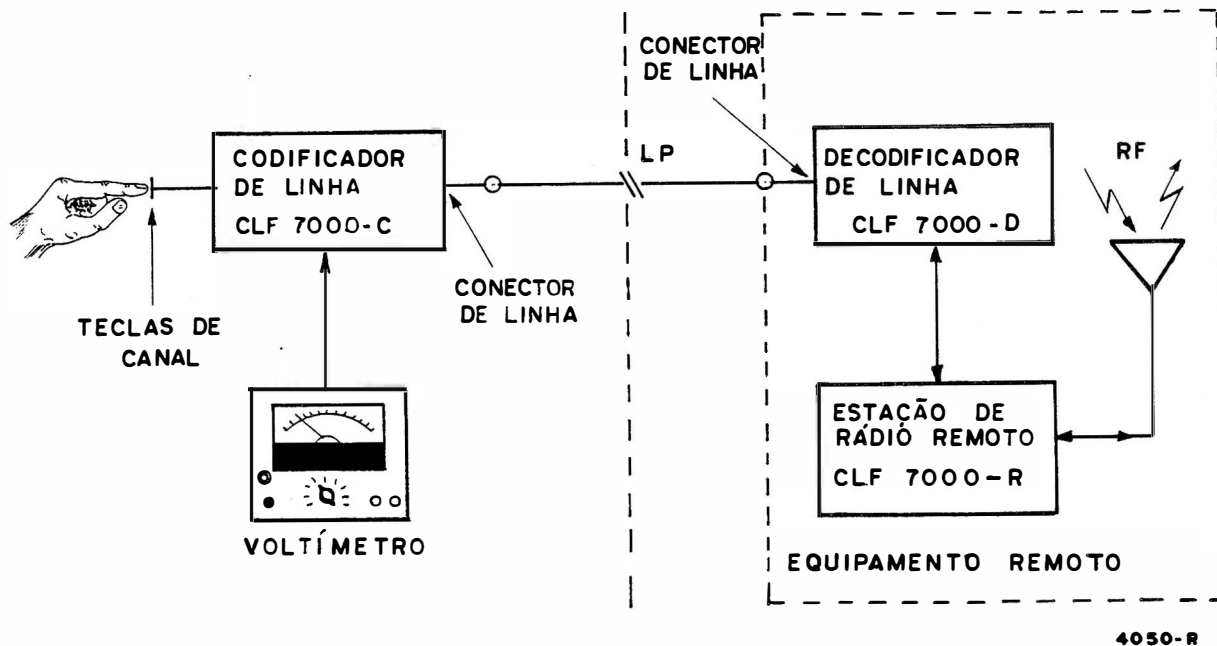 CONECTOR
DE LINHA
CODIFICADOR
DE LINHA
CLF 7000-C
LP
DECODIFICADOR
DE LINHA
CLF 7000-D
RF
TECLAS DE
CANAL
CONECTOR
DE LINHA
ESTAÇÃO DE
RÁDIÓ REMOTO
CLF 7000-R
VOLTÍMETRO
EQUIPAMENTO REMOTO
4050-R